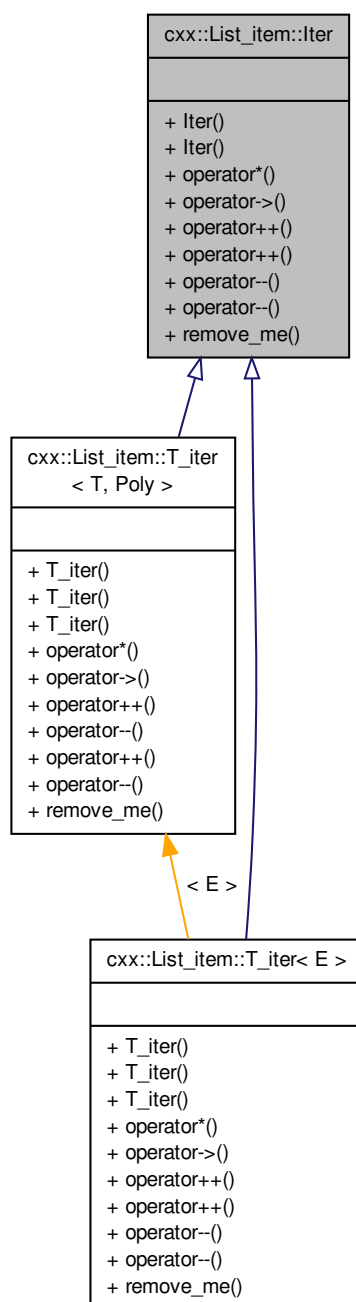 cxx::List_item::Iter
+ Iter()
+ Iter()
+ operator*()
+ operator->()
+ operator++()
+ operator++()
+ operator--()
+ operator--()
+ remove_me()
cxx::List_item::T_iter
< T, Poly >
+ T_iter()
+ T_iter()
+ T_iter()
+ operator*()
+ operator->()
+ operator++()
+ operator--()
+ operator++()
+ operator--()
+ remove_me()
< E >
cxx::List_item::T_iter< E >
+ T_iter()
+ T_iter()
+ T_iter()
+ operator*()
+ operator->()
+ operator++()
+ operator++()
+ operator--()
+ operator--()
+ remove_me()